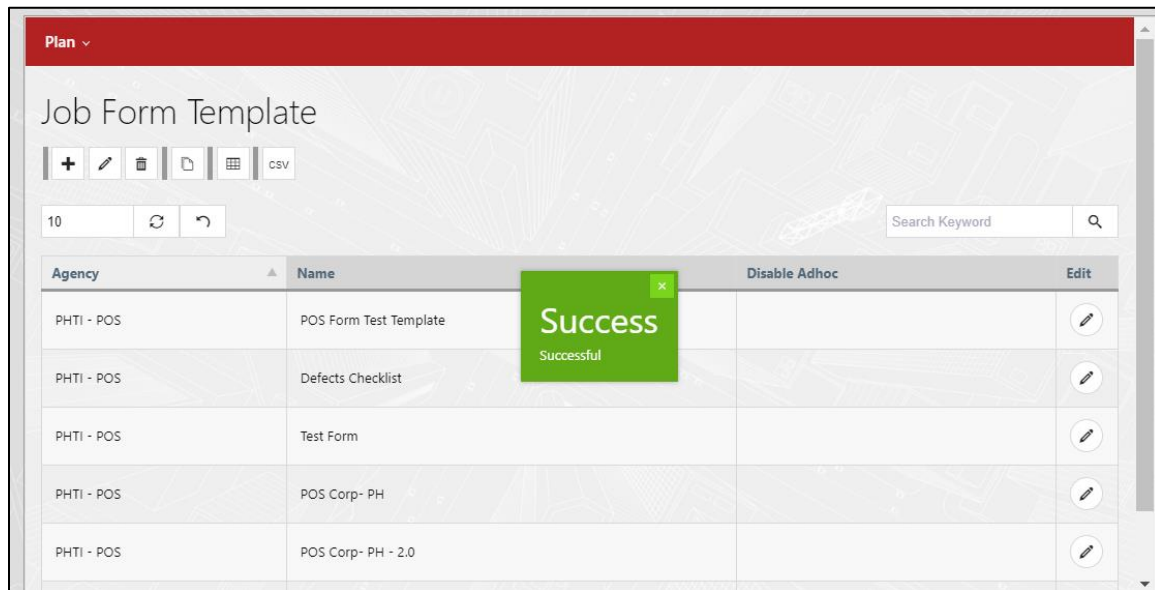 Plan
Job Form Template
CSV
10
Search Keyword
Agency Name Disable Adhoc Edit
PHTI - POS POS Form Test Template
Success
Successful
PHTI - POS Defects Checklist
PHTI - POS Test Form
PHTI - POS POS Corp- PH
PHTI - POS POS Corp- PH - 2.0